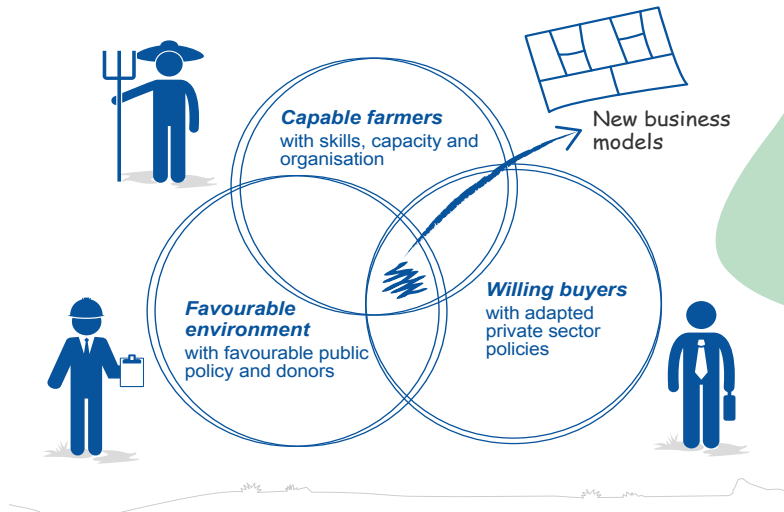 Capable farmers
with skills, capacity and
organisation
New business
models
Favourable
environment
with favourable public
policy and donors
Willing buyers
with adapted
private sector
policies